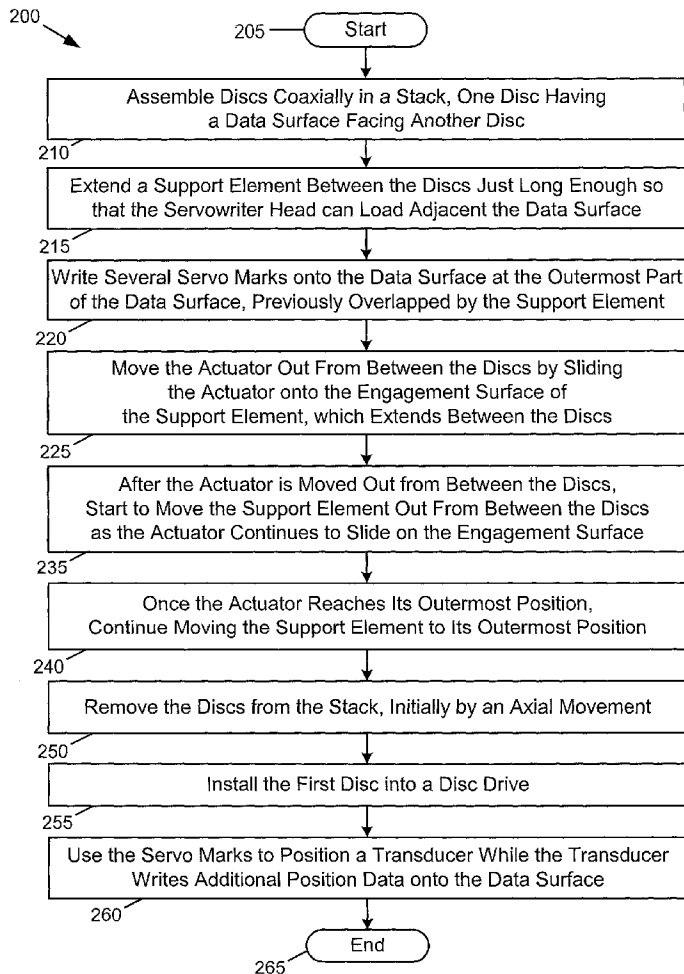 200
205
Start
Assemble Discs Coaxially in a Stack, One Disc Having
a Data Surface Facing Another Disc
210
Extend a Support Element Between the Discs Just Long Enough so
that the Servowriter Head can Load Adjacent the Data Surface
215
Write Several Servo Marks onto the Data Surface at the Outermost Part
of the Data Surface, Previously Overlapped by the Support Element
220
Move the Actuator Out From Between the Discs by Sliding
the Actuator onto the Engagement Surface of
the Support Element, which Extends Between the Discs
225
After the Actuator is Moved Out from Between the Discs,
Start to Move the Support Element Out From Between the Discs
as the Actuator Continues to Slide on the Engagement Surface
235
Once the Actuator Reaches Its Outermost Position,
Continue Moving the Support Element to Its Outermost Position
240
Remove the Discs from the Stack, Initially by an Axial Movement
250
Install the First Disc into a Disc Drive
255
Use the Servo Marks to Position a Transducer While the Transducer
Writes Additional Position Data onto the Data Surface
260
End
265